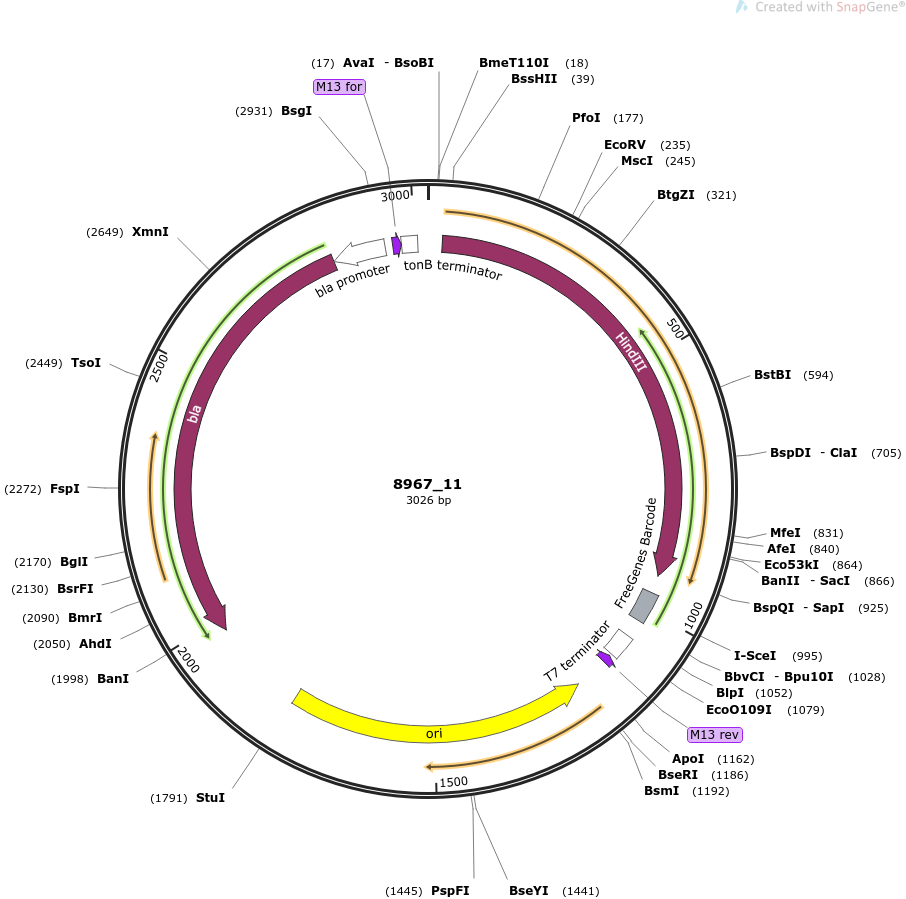 Created with SnapGene®
(17) AvaI - BsoBI
BmeT110I (18)
BssHII (39)
M13 for
(2931) BsgI
PfoI (177)
EcoRV (235)
MscI (245)
BtgZI (321)
3000
(2649) XmnI
bla promoter
tonB terminator
500
HindIII
(2449) TsoI
2500
BstBI (594)
bla
BspDI - ClaI (705)
8967_11
3026 bp
(2272) FspI
FreeGenes Barcode
MfeI (831)
AfeI (840)
Eco53kI (864)
BanII - SacI (866)
(2170) BglI
(2130) BsrFI
BspQI - SapI (925)
(2090) BmrI
1000
(2050) AhdI
T7 terminator
2000
I-SceI (995)
(1998) BanI
BbvCI - Bpu10I (1028)
BlpI (1052)
EcoO109I (1079)
ori
M13 rev
ApoI (1162)
BseRI (1186)
1500
BsmI (1192)
(1791) StuI
(1445) PspFI
BseYI (1441)